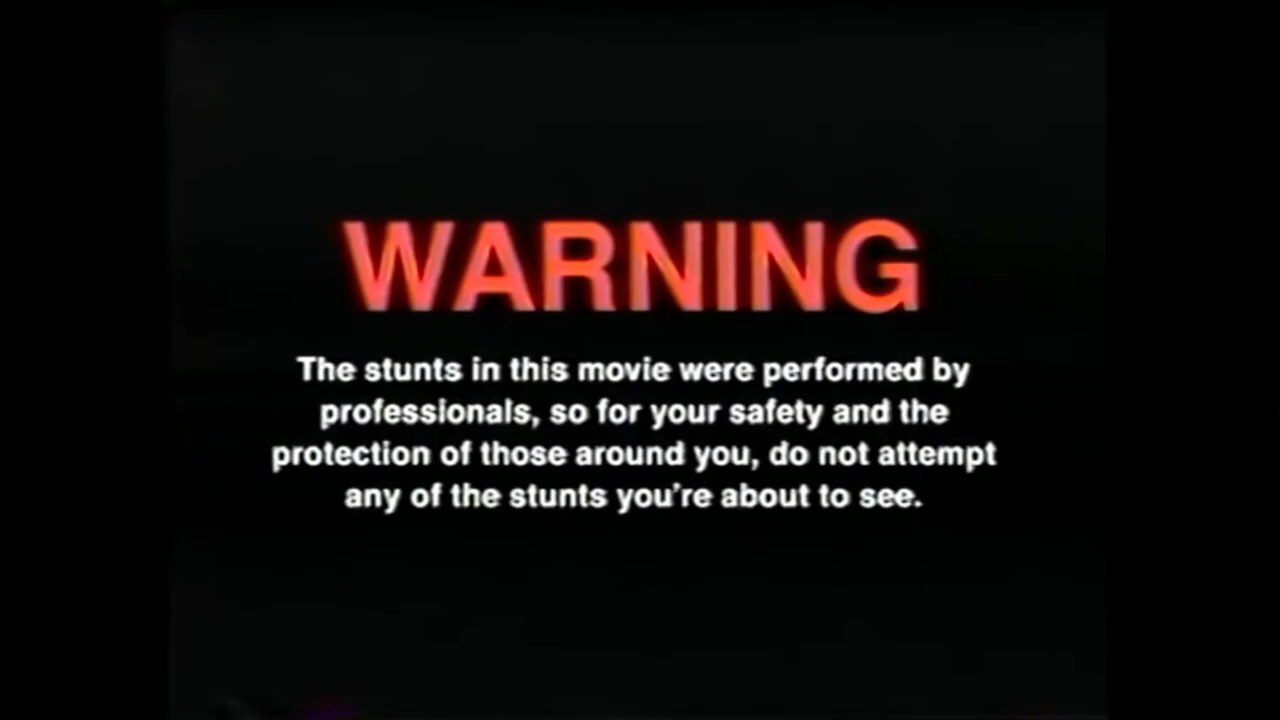 WARNING
The stunts in this movie were performed by
professionals, so for your safety and the
protection of those around you, do not attempt
any of the stunts you're about to see.